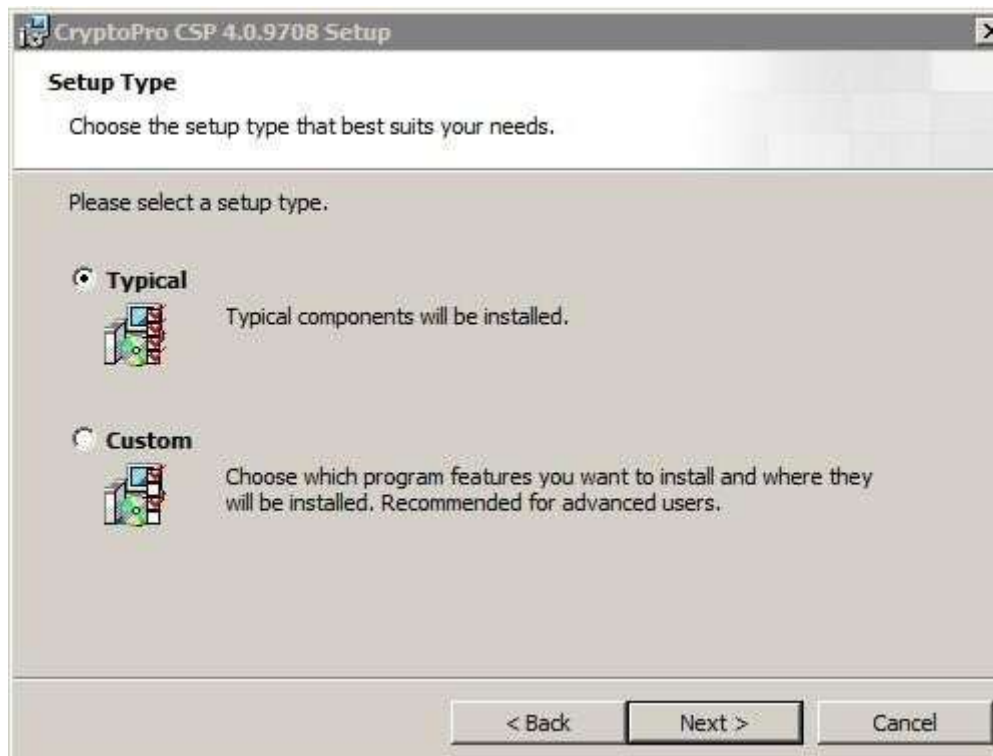 CryptoPro CSP 4.0.9708 Setup
Setup Type
Choose the setup type that best suits your needs.
Please select a setup type.
Typical
Typical components will be installed.
Custom
Choose which program features you want to install and where they
will be installed. Recommended for advanced users.
< Back
Next >
Cancel